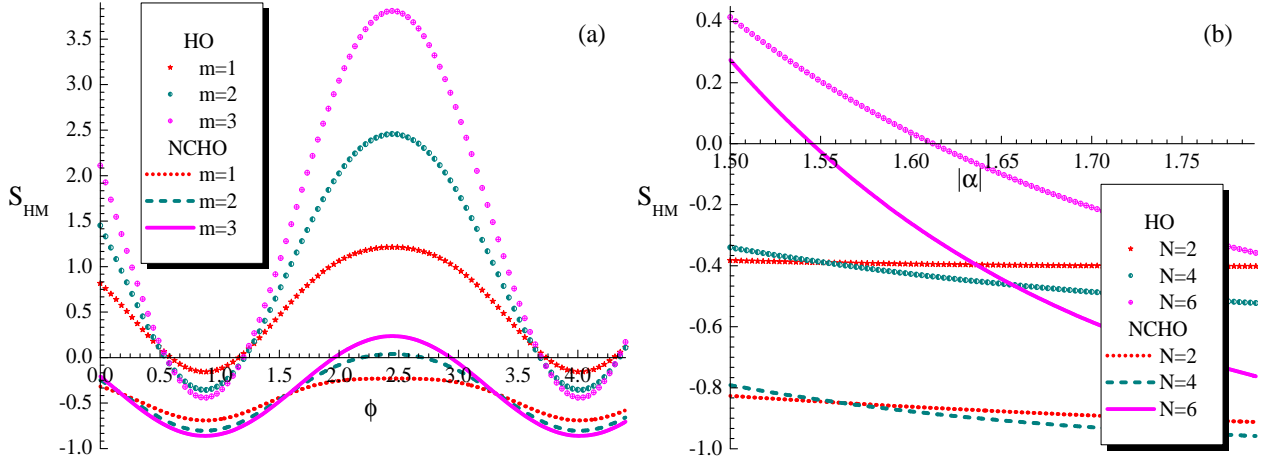 (a)
HO
m=1
m=2
m=3
NCHO
m=1
m=2
m=3
S_HM
3.5
3.0
2.5
2.0
1.5
1.0
0.5
0.0
-0.5
-1.0
0.0 0.5 1.0 1.5 2.0 2.5 3.0 3.5 4.0
ϕ
(b)
S_HM
0.4
0.2
0.0
-0.2
-0.4
-0.6
-0.8
-1.0
1.50 1.55 1.60 1.65 1.70 1.75
|α|
HO
N=2
N=4
N=6
NCHO
N=2
N=4
N=6